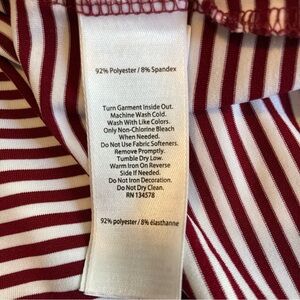 92% Polyester / 8% Spandex
Turn Garment Inside Out.
Machine Wash Cold.
Wash With Like Colors.
Only Non-Chlorine Bleach
When Needed.
Do Not Use Fabric Softeners.
Remove Promptly.
Tumble Dry Low.
Warm Iron on Reverse
Side If Needed.
Do Not Iron Decoration.
Do Not Dry Clean.
RN 134578
92% polyester / 8% élasthanne